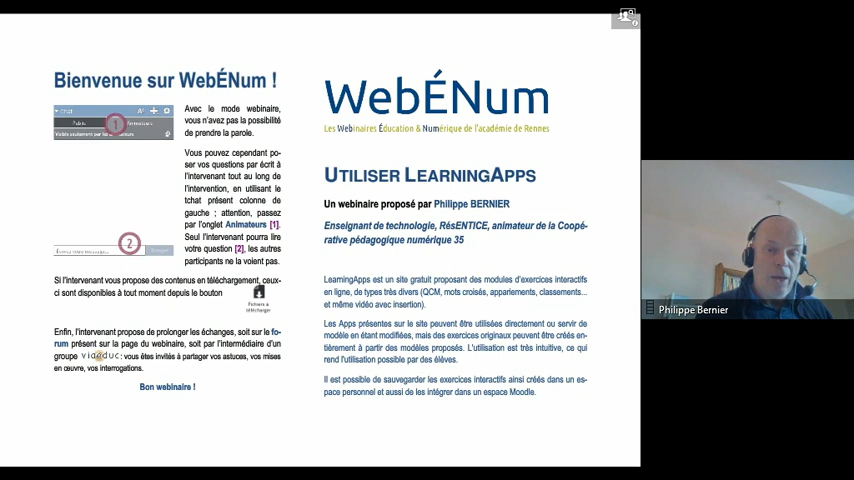 Bienvenue sur WebÉNum !
Avec le mode webinaire,
vous n'avez pas la possibilité
de prendre la parole.
Vous pouvez cependant po-
ser vos questions par écrit à
l'intervenant tout au long de
l'intervention, en utilisant le
tchat présent colonne de
gauche ; attention, passez
par l'onglet Animateurs [1].
Seul l'intervenant pourra lire
votre question [2], les autres
participants ne la voient pas.
1
2
Si l'intervenant vous propose des contenus en téléchargement, ceux-
ci sont disponibles à tout moment depuis le bouton
Fichiers à
télécharger
Enfin, l'intervenant propose de prolonger les échanges, soit sur le fo-
rum présent sur la page du webinaire, soit par l'intermédiaire d'un
groupe viaéduc : vous êtes invités à partager vos astuces, vos mises
en œuvre, vos interrogations.
Bon webinaire !
WebÉNum
Les Webinaires Éducation & Numérique de l'académie de Rennes
UTILISER LEARNINGAPPS
Un webinaire proposé par Philippe BERNIER
Enseignant de technologie, RésENTICE, animateur de la Coopé-
rative pédagogique numérique 35
LearningApps est un site gratuit proposant des modules d'exercices interactifs
en ligne, de types très divers (QCM, mots croisés, appariements, classements...
et même vidéo avec insertion).
Les Apps présentes sur le site peuvent être utilisées directement ou servir de
modèle en étant modifiées, mais des exercices originaux peuvent être créés en-
tièrement à partir des modèles proposés. L'utilisation est très intuitive, ce qui
rend l'utilisation possible par des élèves.
Il est possible de sauvegarder les exercices interactifs ainsi créés dans un es-
pace personnel et aussi de les intégrer dans un espace Moodle.
Philippe Bernier